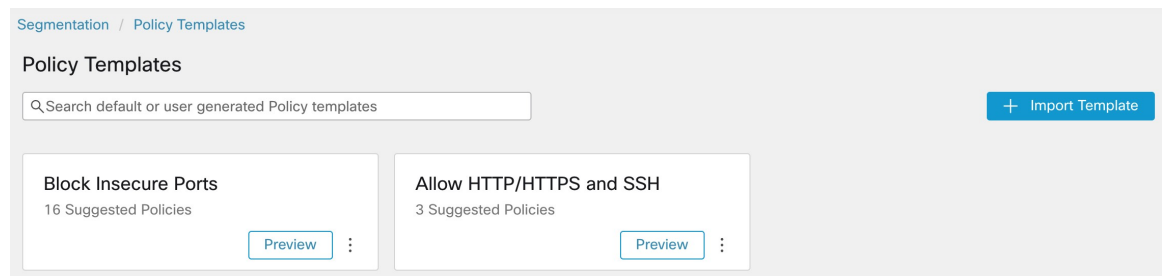 Segmentation / Policy Templates
Policy Templates
Search default or user generated Policy templates
+ Import Template
Block Insecure Ports
16 Suggested Policies
Preview
Allow HTTP/HTTPS and SSH
3 Suggested Policies
Preview